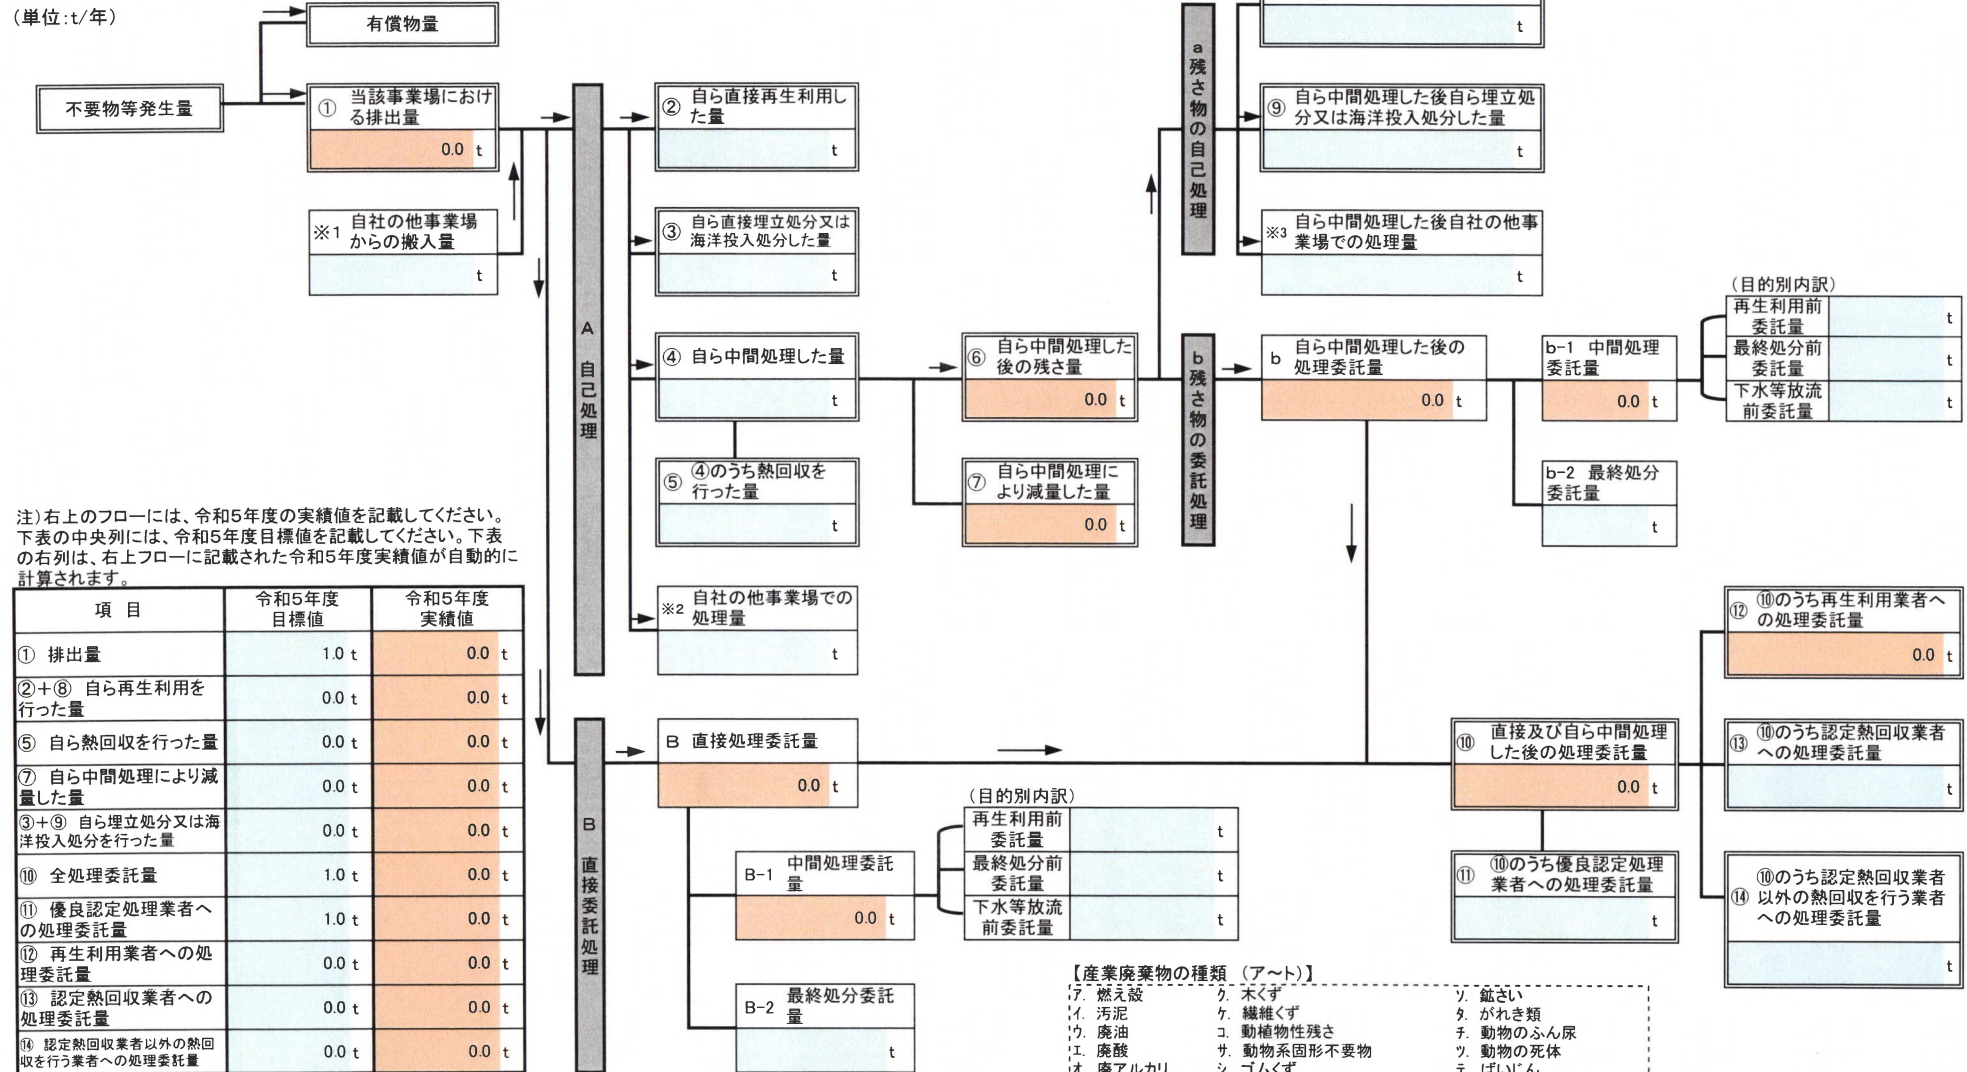 (単位:t/年)
有償物量
不要物等発生量
① 当該事業場におけ
る排出量
0.0 t
※1 自社の他事業場
からの搬入量
t
A 自己処理
② 自ら直接再生利用し
た量
t
③ 自ら直接埋立処分又は
海洋投入処分した量
t
④ 自ら中間処理した量
t
⑤ ④のうち熱回収を
行った量
t
※2 自社の他事業場での
処理量
t
⑥ 自ら中間処理した
後の残さ量
0.0 t
⑦ 自ら中間処理に
より減量した量
0.0 t
a 残さ物の自己処理
t
⑨ 自ら中間処理した後自ら埋立処
分又は海洋投入処分した量
t
※3 自ら中間処理した後自社の他事
業場での処理量
t
b 残さ物の委託処理
b 自ら中間処理した後の
処理委託量
0.0 t
b-1 中間処理
委託量
0.0 t
(目的別内訳)
再生利用前
委託量
t
最終処分前
委託量
t
下水等放流
前委託量
t
b-2 最終処分
委託量
t
注)右上のフローには、令和5年度の実績値を記載してください。
下表の中央列には、令和5年度目標値を記載してください。下表
の右列は、右上フローに記載された令和5年度実績値が自動的に
計算されます。
項 目
令和5年度
目標値
令和5年度
実績値
① 排出量
1.0 t
0.0 t
②+⑧ 自ら再生利用を
行った量
0.0 t
0.0 t
⑤ 自ら熱回収を行った量
0.0 t
0.0 t
⑦ 自ら中間処理により減
量した量
0.0 t
0.0 t
③+⑨ 自ら埋立処分又は海
洋投入処分を行った量
0.0 t
0.0 t
⑩ 全処理委託量
1.0 t
0.0 t
⑪ 優良認定処理業者へ
の処理委託量
1.0 t
0.0 t
⑫ 再生利用業者への処
理委託量
0.0 t
0.0 t
⑬ 認定熱回収業者への
処理委託量
0.0 t
0.0 t
⑭ 認定熱回収業者以外の熱回
収を行う業者への処理委託量
0.0 t
0.0 t
B 直接委託処理
B 直接処理委託量
0.0 t
B-1 中間処理委託
量
0.0 t
(目的別内訳)
再生利用前
委託量
t
最終処分前
委託量
t
下水等放流
前委託量
t
B-2 最終処分委託
量
t
⑩ 直接及び自ら中間処理
した後の処理委託量
0.0 t
⑪ ⑩のうち優良認定処理
業者への処理委託量
t
⑫ ⑩のうち再生利用業者へ
の処理委託量
0.0 t
⑬ ⑩のうち認定熱回収業者
への処理委託量
t
⑭ ⑩のうち認定熱回収業者
以外の熱回収を行う業者
への処理委託量
t
【産業廃棄物の種類 (ア〜ト)】
ア. 燃え殻
イ. 汚泥
ウ. 廃油
エ. 廃酸
オ. 廃アルカリ
ク. 木くず
ケ. 繊維くず
コ. 動植物性残さ
サ. 動物系固形不要物
シ. ゴムくず
ソ. 鉱さい
タ. がれき類
チ. 動物のふん尿
ツ. 動物の死体
テ. ばいじん